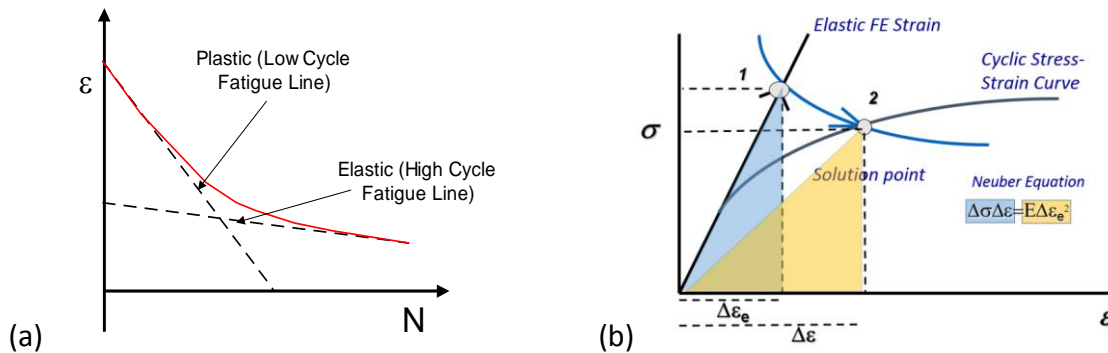 (a)
ε
Plastic (Low Cycle
Fatigue Line)
Elastic (High Cycle
Fatigue Line)
N
(b)
Elastic FE Strain
1
2
Cyclic Stress-
Strain Curve
σ
Solution point
Neuber Equation
ΔσΔε=EΔεₑ²
Δεₑ
Δε
ε